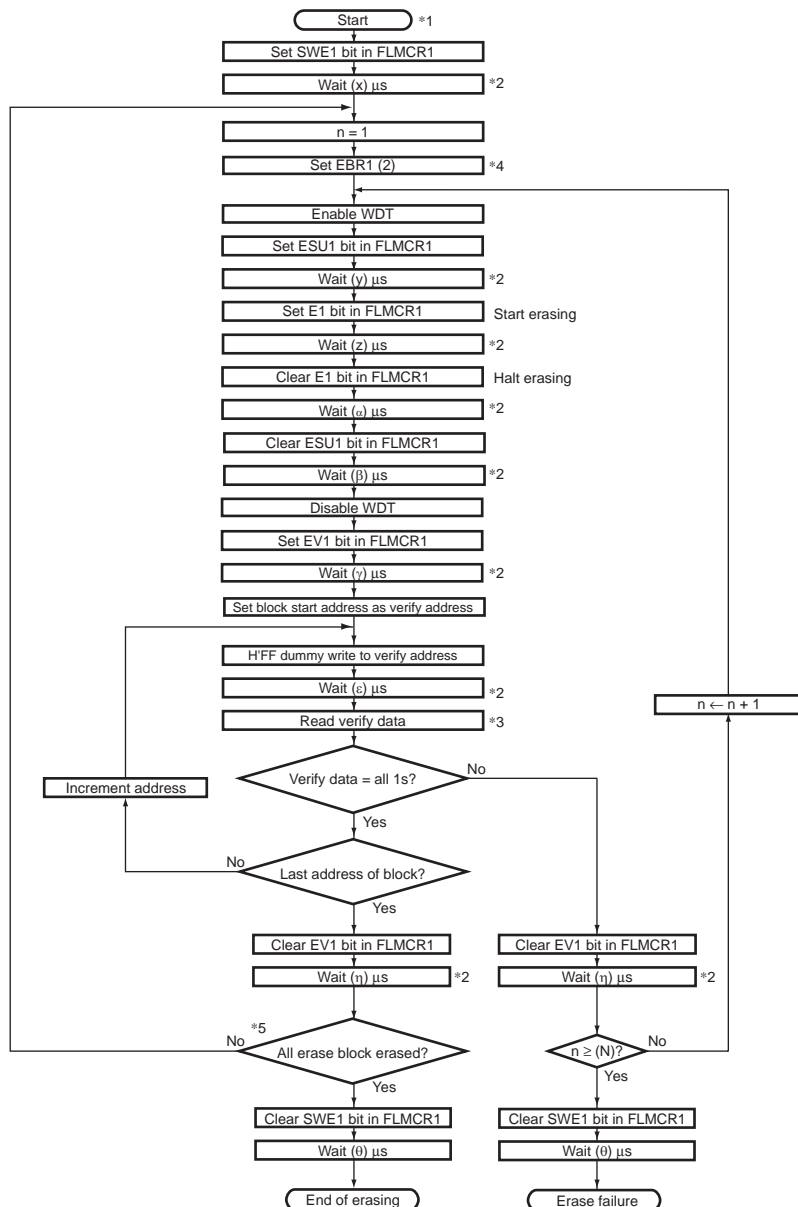 Start *1
Set SWE1 bit in FLMCR1
Wait (x) μs *2
n = 1
Set EBR1 (2) *4
Enable WDT
Set ESU1 bit in FLMCR1
Wait (y) μs *2
Set E1 bit in FLMCR1 Start erasing
Wait (z) μs *2
Clear E1 bit in FLMCR1 Halt erasing
Wait (α) μs *2
Clear ESU1 bit in FLMCR1
Wait (β) μs *2
Disable WDT
Set EV1 bit in FLMCR1
Wait (γ) μs *2
Set block start address as verify address
H'FF dummy write to verify address
Wait (ε) μs *2
Read verify data *3
n ← n + 1
Verify data = all 1s?
No
Yes
Increment address
Last address of block?
No
Yes
Clear EV1 bit in FLMCR1
Wait (η) μs *2
Clear EV1 bit in FLMCR1
Wait (η) μs *2
*5
No
All erase block erased?
Yes
n ≥ (N)?
No
Yes
Clear SWE1 bit in FLMCR1
Wait (θ) μs
End of erasing
Clear SWE1 bit in FLMCR1
Wait (θ) μs
Erase failure